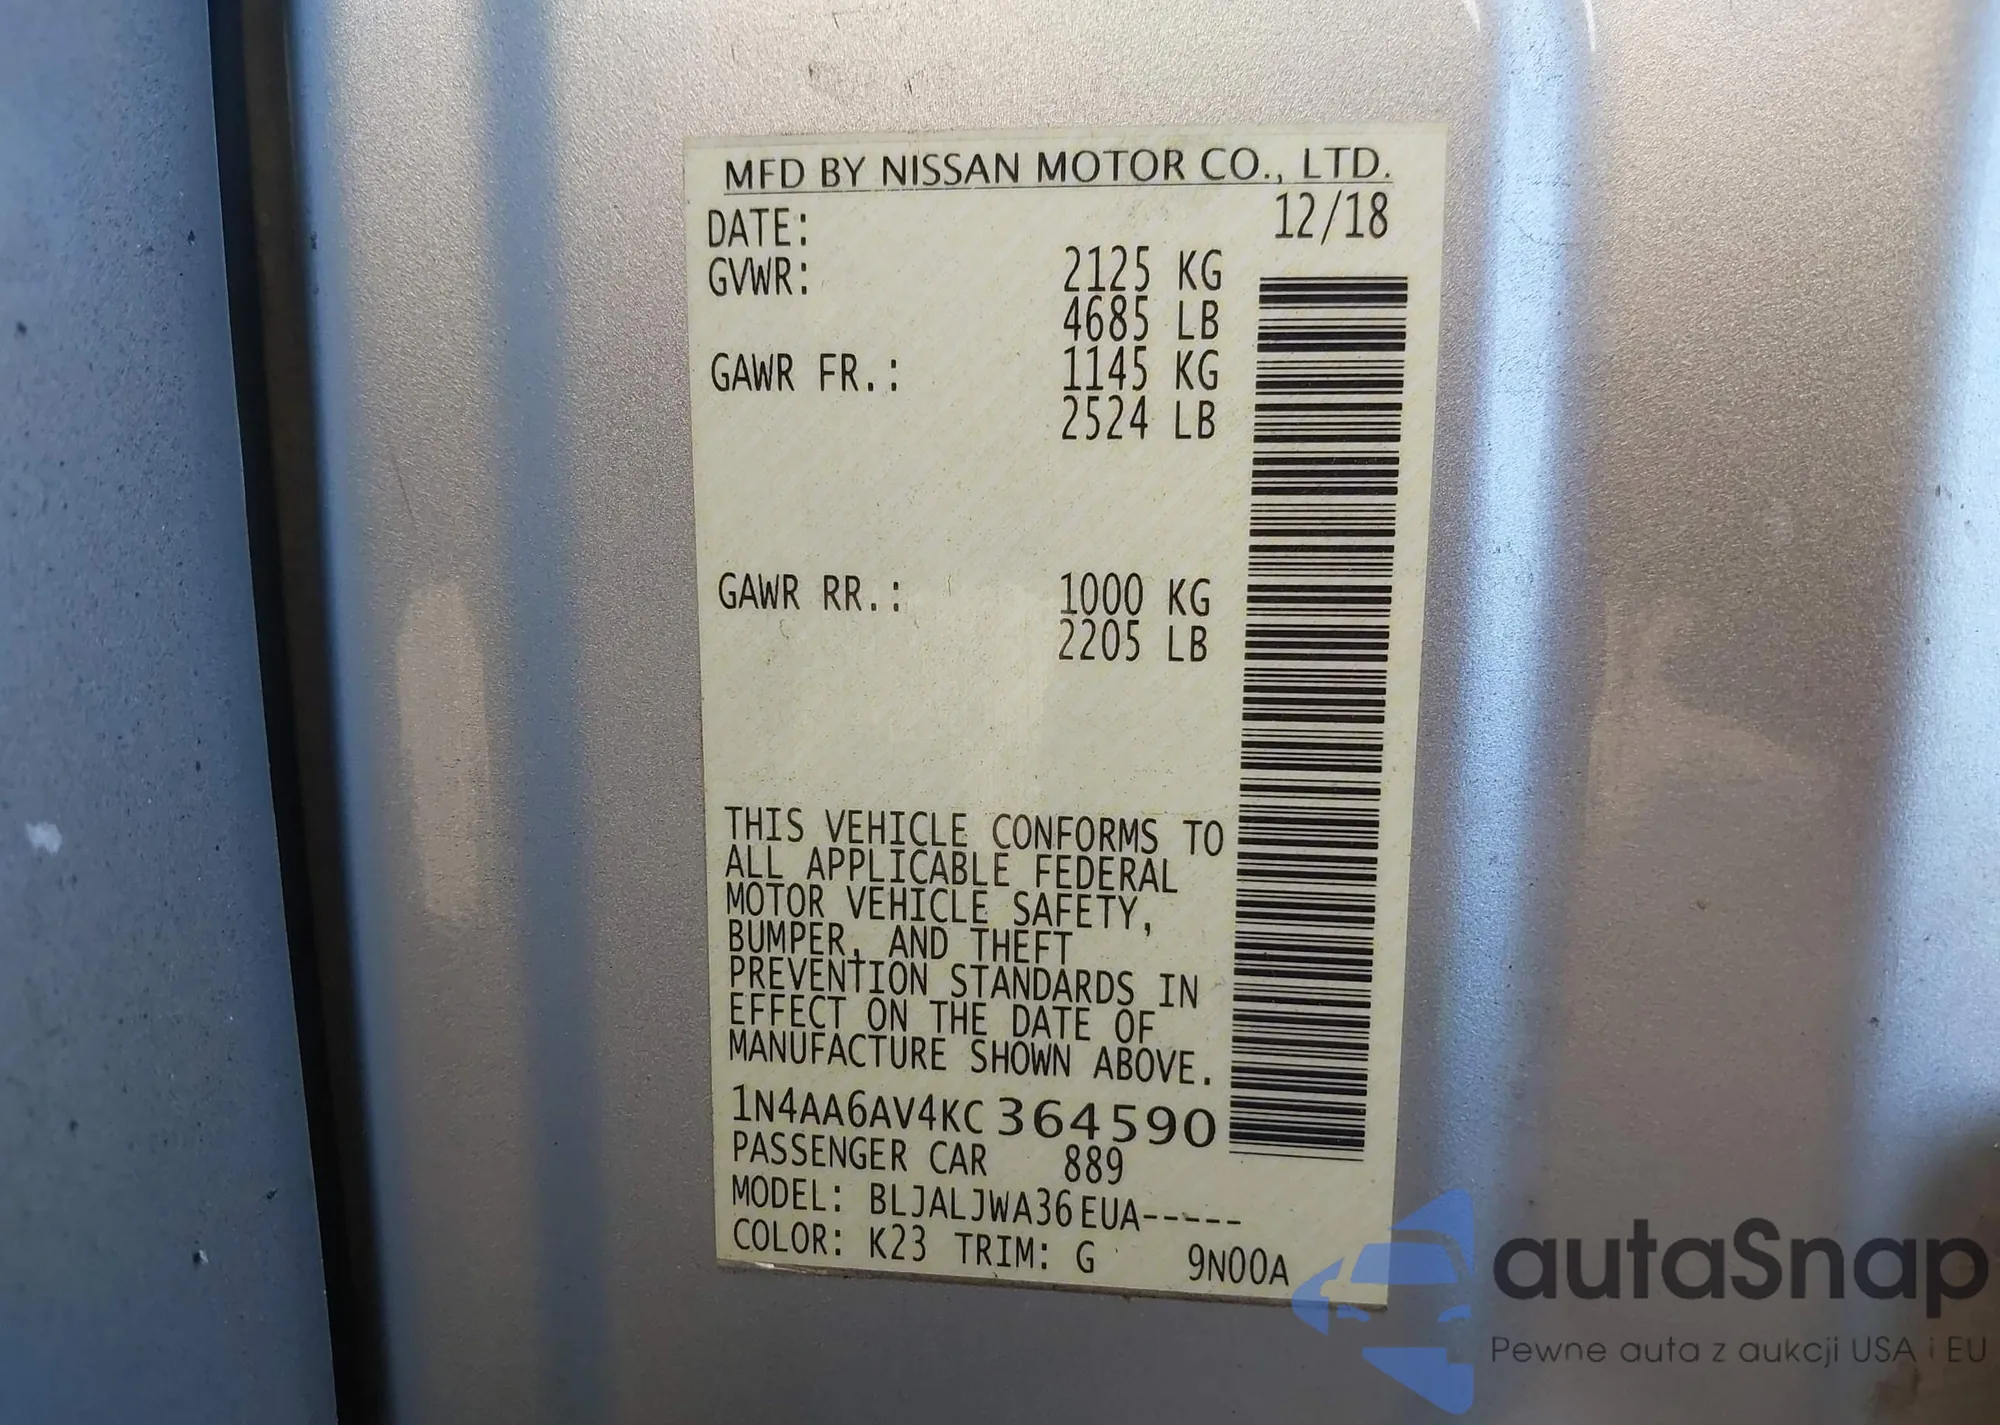 MFD BY NISSAN MOTOR CO., LTD.
DATE: 12/18
GVWR: 2125 KG
4685 LB
GAWR FR.: 1145 KG
2524 LB
GAWR RR.: 1000 KG
2205 LB
THIS VEHICLE CONFORMS TO
ALL APPLICABLE FEDERAL
MOTOR VEHICLE SAFETY,
BUMPER, AND THEFT
PREVENTION STANDARDS IN
EFFECT ON THE DATE OF
MANUFACTURE SHOWN ABOVE.
1N4AA6AV4KC364590
PASSENGER CAR 889
MODEL: BLJALJWA36EUA-----
COLOR: K23 TRIM: G 9N00A
autaSnap
Pewne auta z aukcji USA i EU